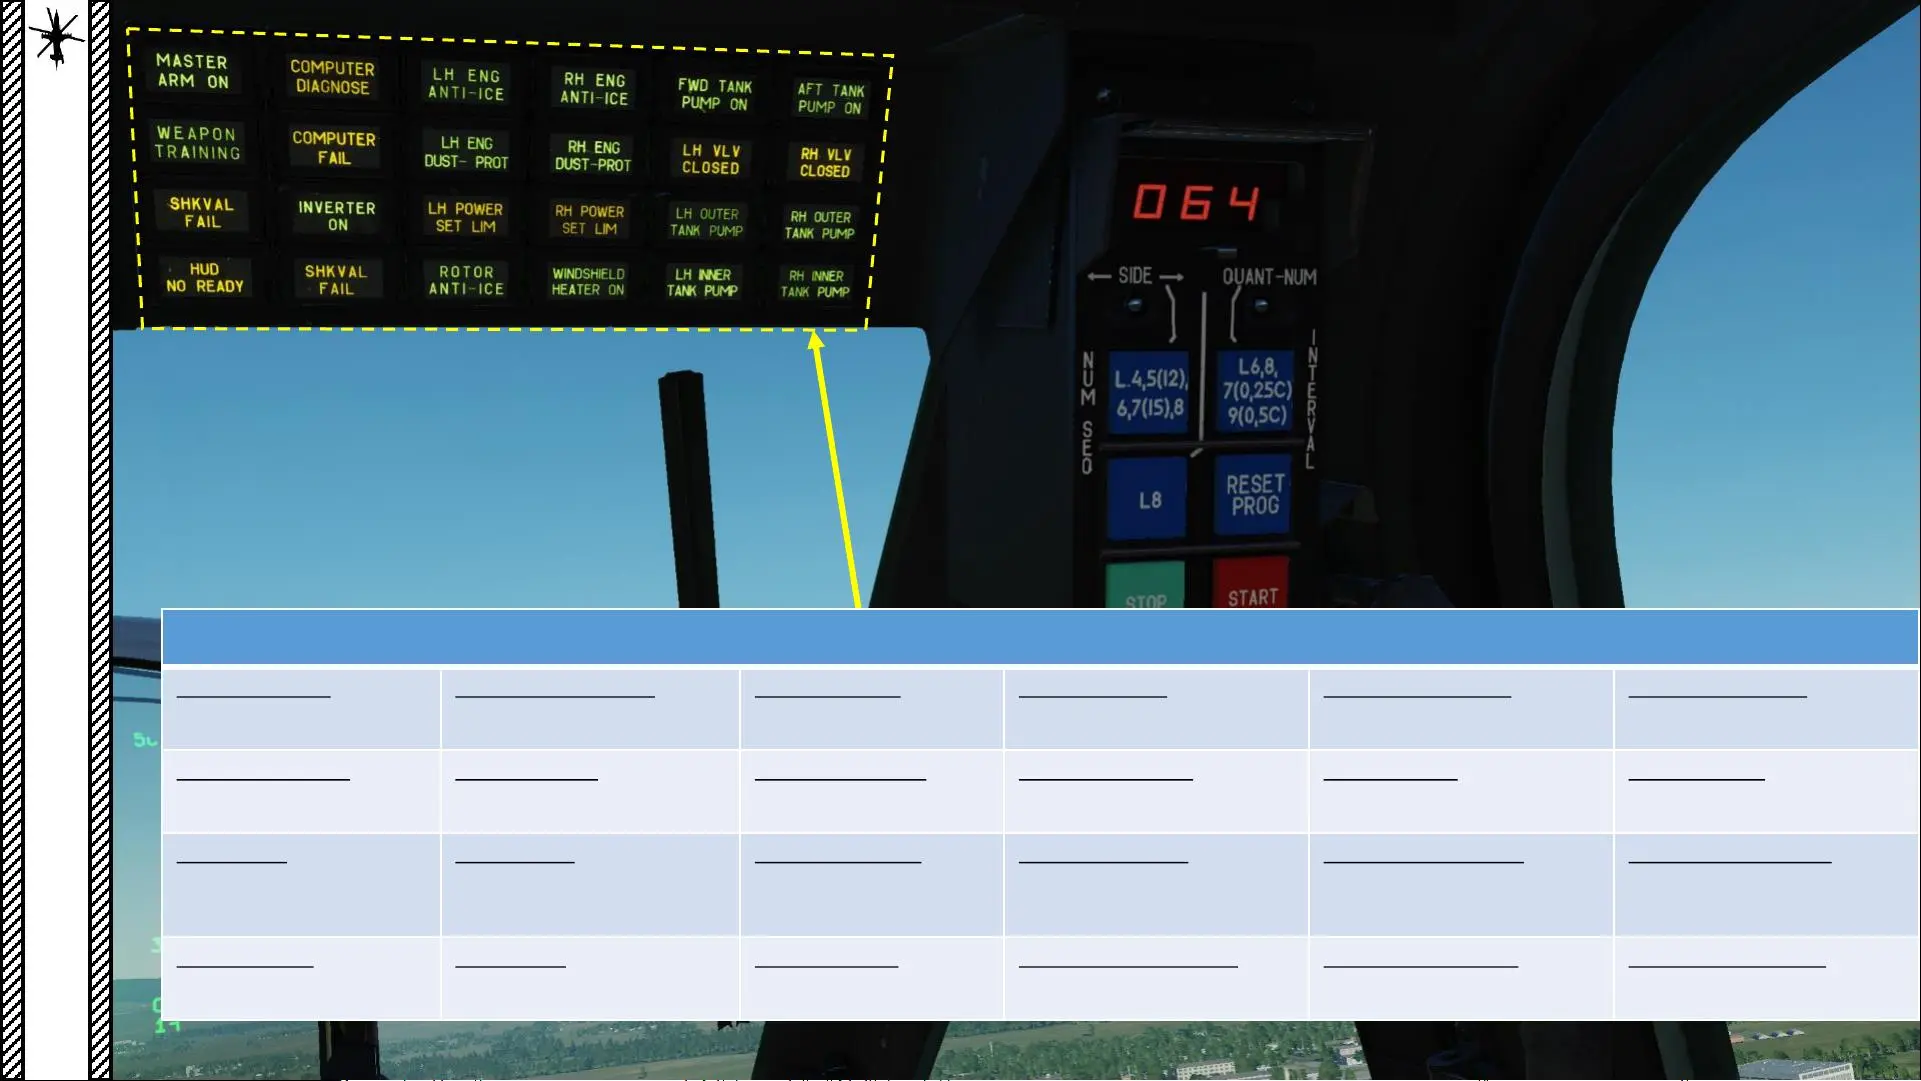 MASTER
ARM ON
COMPUTER
DIAGNOSE
LH ENG
ANTI-ICE
RH ENG
ANTI-ICE
FWD TANK
PUMP ON
AFT TANK
PUMP ON
WEAPON
TRAINING
COMPUTER
FAIL
LH ENG
DUST- PROT
RH ENG
DUST-PROT
LH VLV
CLOSED
RH VLV
CLOSED
SHKVAL
FAIL
INVERTER
ON
LH POWER
SET LIM
RH POWER
SET LIM
LH OUTER
TANK PUMP
RH OUTER
TANK PUMP
HUD
NO READY
SHKVAL
FAIL
ROTOR
ANTI-ICE
WINDSHIELD
HEATER ON
LH INNER
TANK PUMP
RH INNER
TANK PUMP
064
SIDE
QUANT-NUM
NUM SEQ
INTERVAL
L.4,5(12),
6,7(15),8
L6,8,
7(0,25C)
9(0,5C)
L8
RESET
PROG
STOP
START